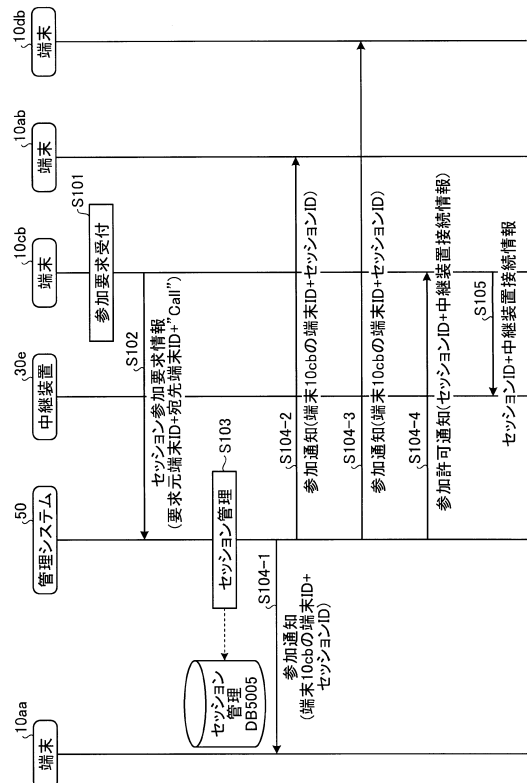 10aa
端末
50
管理システム
30e
中継装置
10cb
端末
10ab
端末
10db
端末
S101
参加要求受付
S102
セッション参加要求情報
(要求元端末ID+宛先端末ID+"Call")
S103
セッション管理
セッション
管理
DB5005
S104-1
参加通知
(端末10cbの端末ID+
セッションID)
S104-2
参加通知(端末10cbの端末ID+セッションID)
S104-3
参加通知(端末10cbの端末ID+セッションID)
S104-4
参加許可通知(セッションID+中継装置接続情報)
S105
セッションID+中継装置接続情報